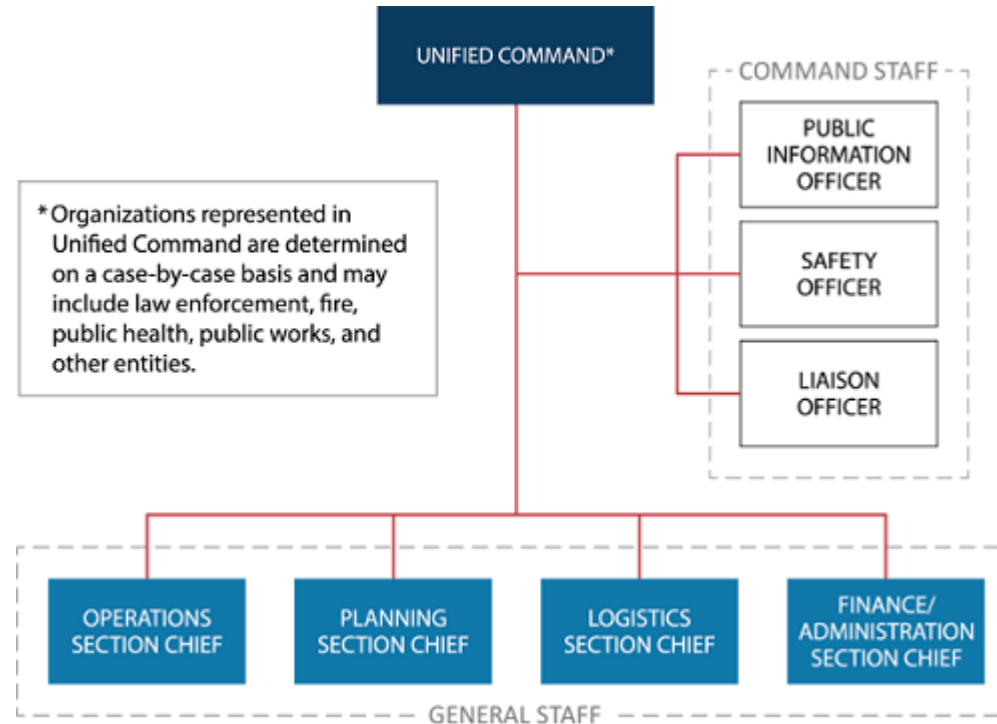 UNIFIED COMMAND*
COMMAND STAFF
PUBLIC
INFORMATION
OFFICER
SAFETY
OFFICER
LIAISON
OFFICER
* Organizations represented in
Unified Command are determined
on a case-by-case basis and may
include law enforcement, fire,
public health, public works, and
other entities.
OPERATIONS
SECTION CHIEF
PLANNING
SECTION CHIEF
LOGISTICS
SECTION CHIEF
FINANCE/
ADMINISTRATION
SECTION CHIEF
GENERAL STAFF